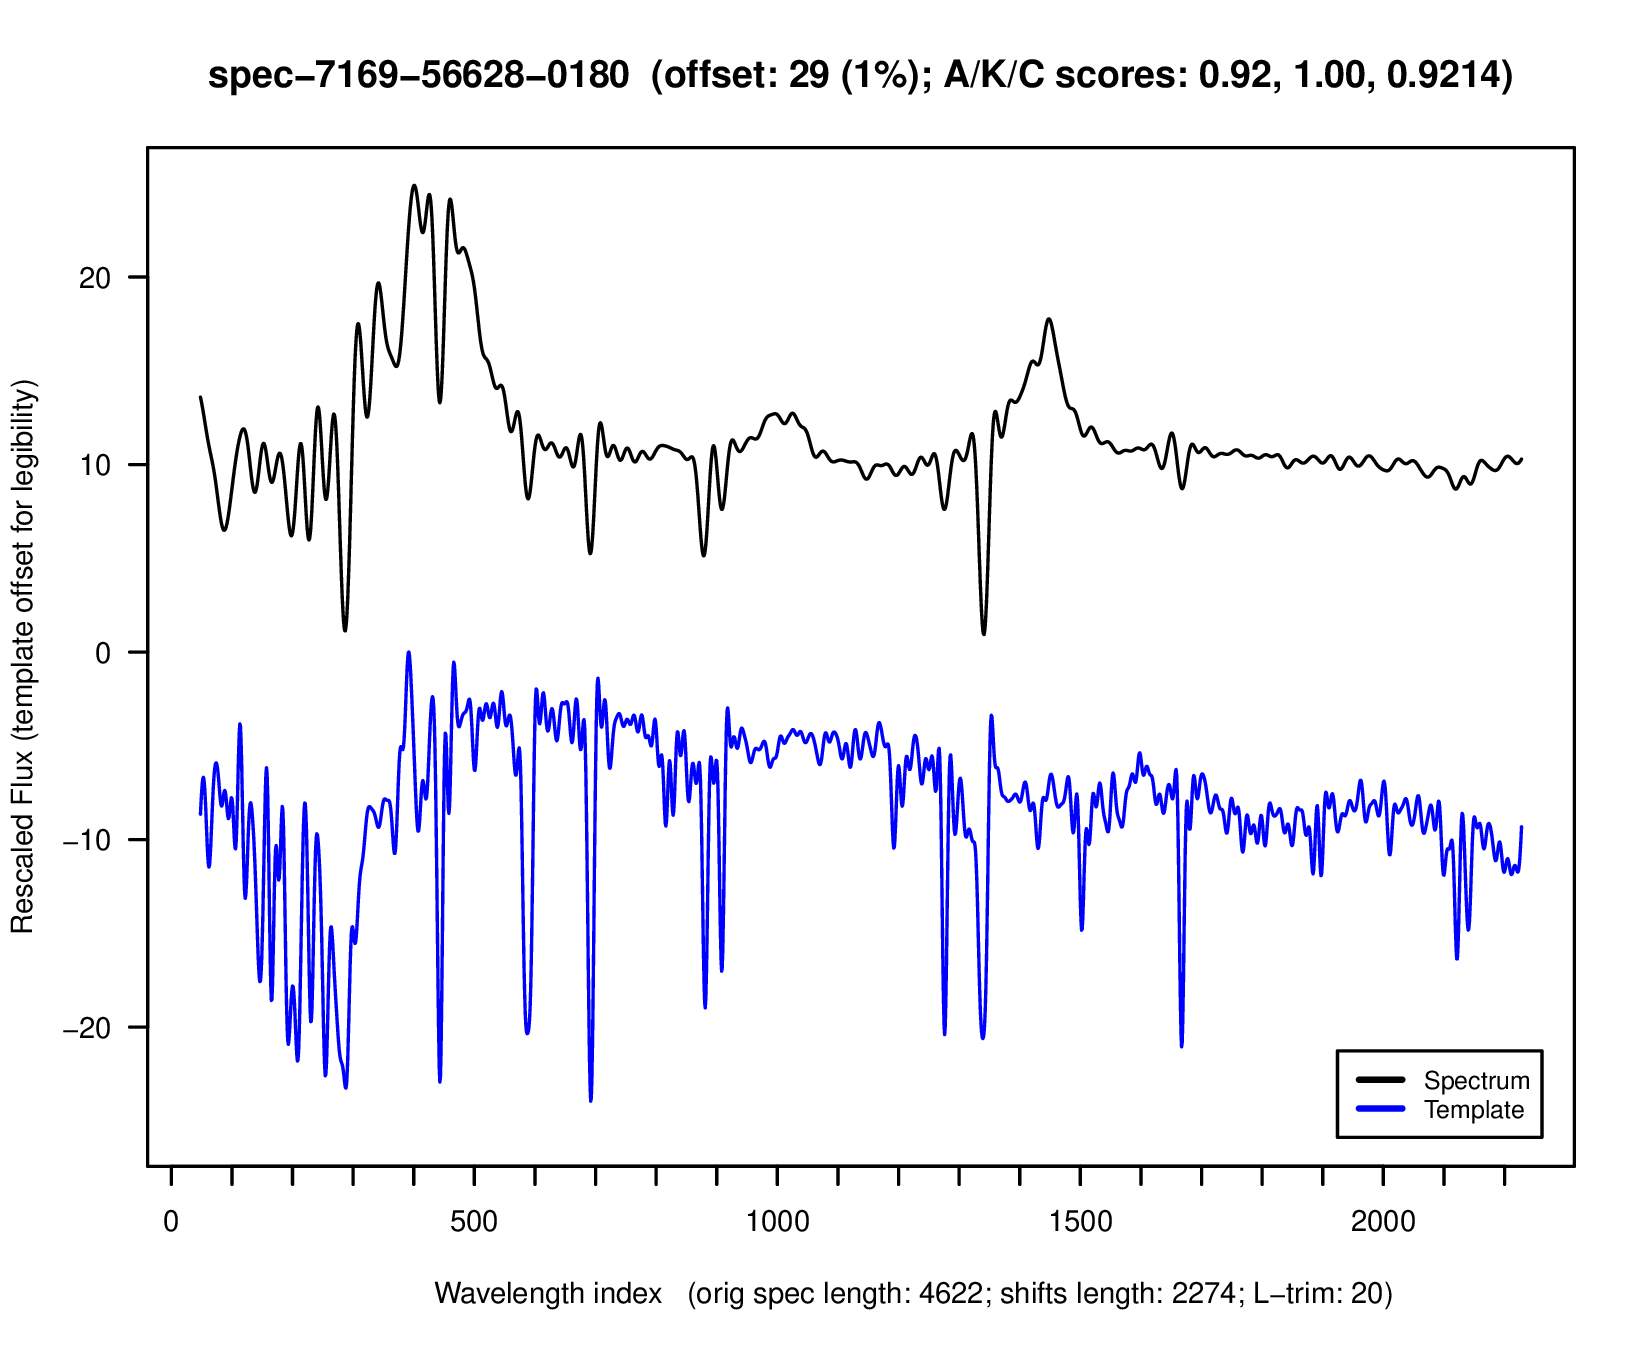 spec−7169−56628−0180  (offset: 29 (1%); A/K/C scores: 0.92, 1.00, 0.9214)
Rescaled Flux (template offset for legibility)
20
10
0
−10
−20
Spectrum
Template
0 500 1000 1500 2000
Wavelength index   (orig spec length: 4622; shifts length: 2274; L−trim: 20)